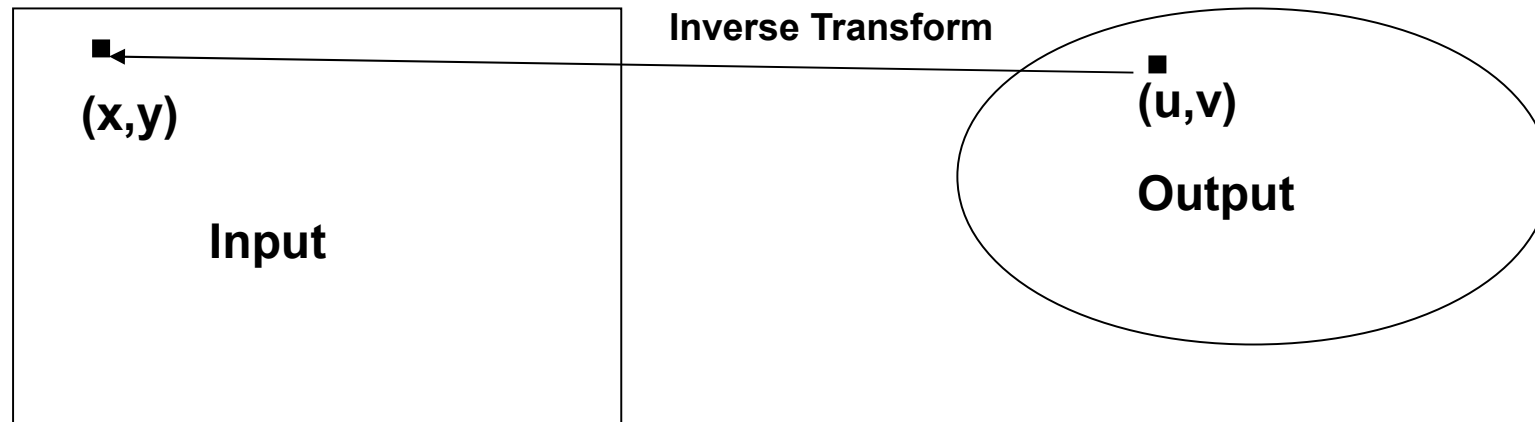 Inverse Transform
(x,y)
(u,v)
Input
Output